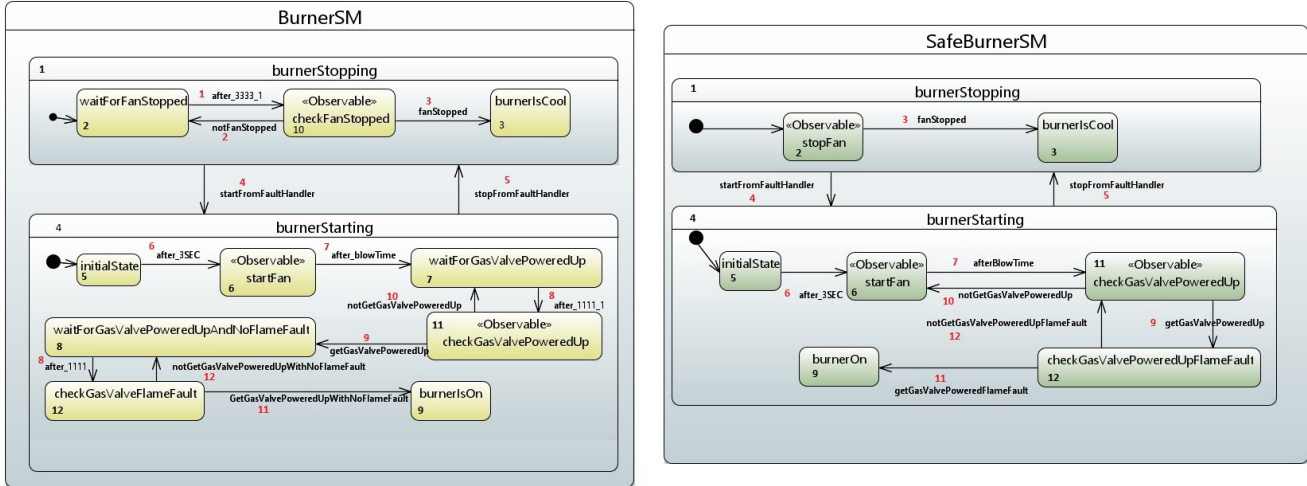 BurnerSM
1 burnerStopping
waitForFanStopped
2
1 after_3333_1
notFanStopped
2
«Observable»
checkFanStopped
10
3
fanStopped
burnerIsCool
3
4
startFromFaultHandler
5
stopFromFaultHandler
4 burnerStarting
initialState
5
6
after_3SEC
«Observable»
startFan
6
7
after_blowTime
waitForGasValvePoweredUp
7
10
notGetGasValvePoweredUp
8
after_1111_1
11 «Observable»
checkGasValvePoweredUp
9
getGasValvePoweredUp
waitForGasValvePoweredUpAndNoFlameFault
8
8
after_1111
notGetGasValvePoweredUpWithNoFlameFault
12
checkGasValveFlameFault
12
GetGasValvePoweredUpWithNoFlameFault
11
burnerIsOn
9
SafeBurnerSM
1
burnerStopping
«Observable»
stopFan
2
3 fanStopped
burnerIsCool
3
startFromFaultHandler
4
stopFromFaultHandler
5
4 burnerStarting
initialState
5
6 after_3SEC
«Observable»
startFan
6
7 afterBlowTime
notGetGasValvePoweredUp
10
11
«Observable»
checkGasValvePoweredUp
notGetGasValvePoweredUpFlameFault
12
9 getGasValvePoweredUp
burnerOn
9
11
getGasValvePoweredFlameFault
checkGasValvePoweredUpFlameFault
12